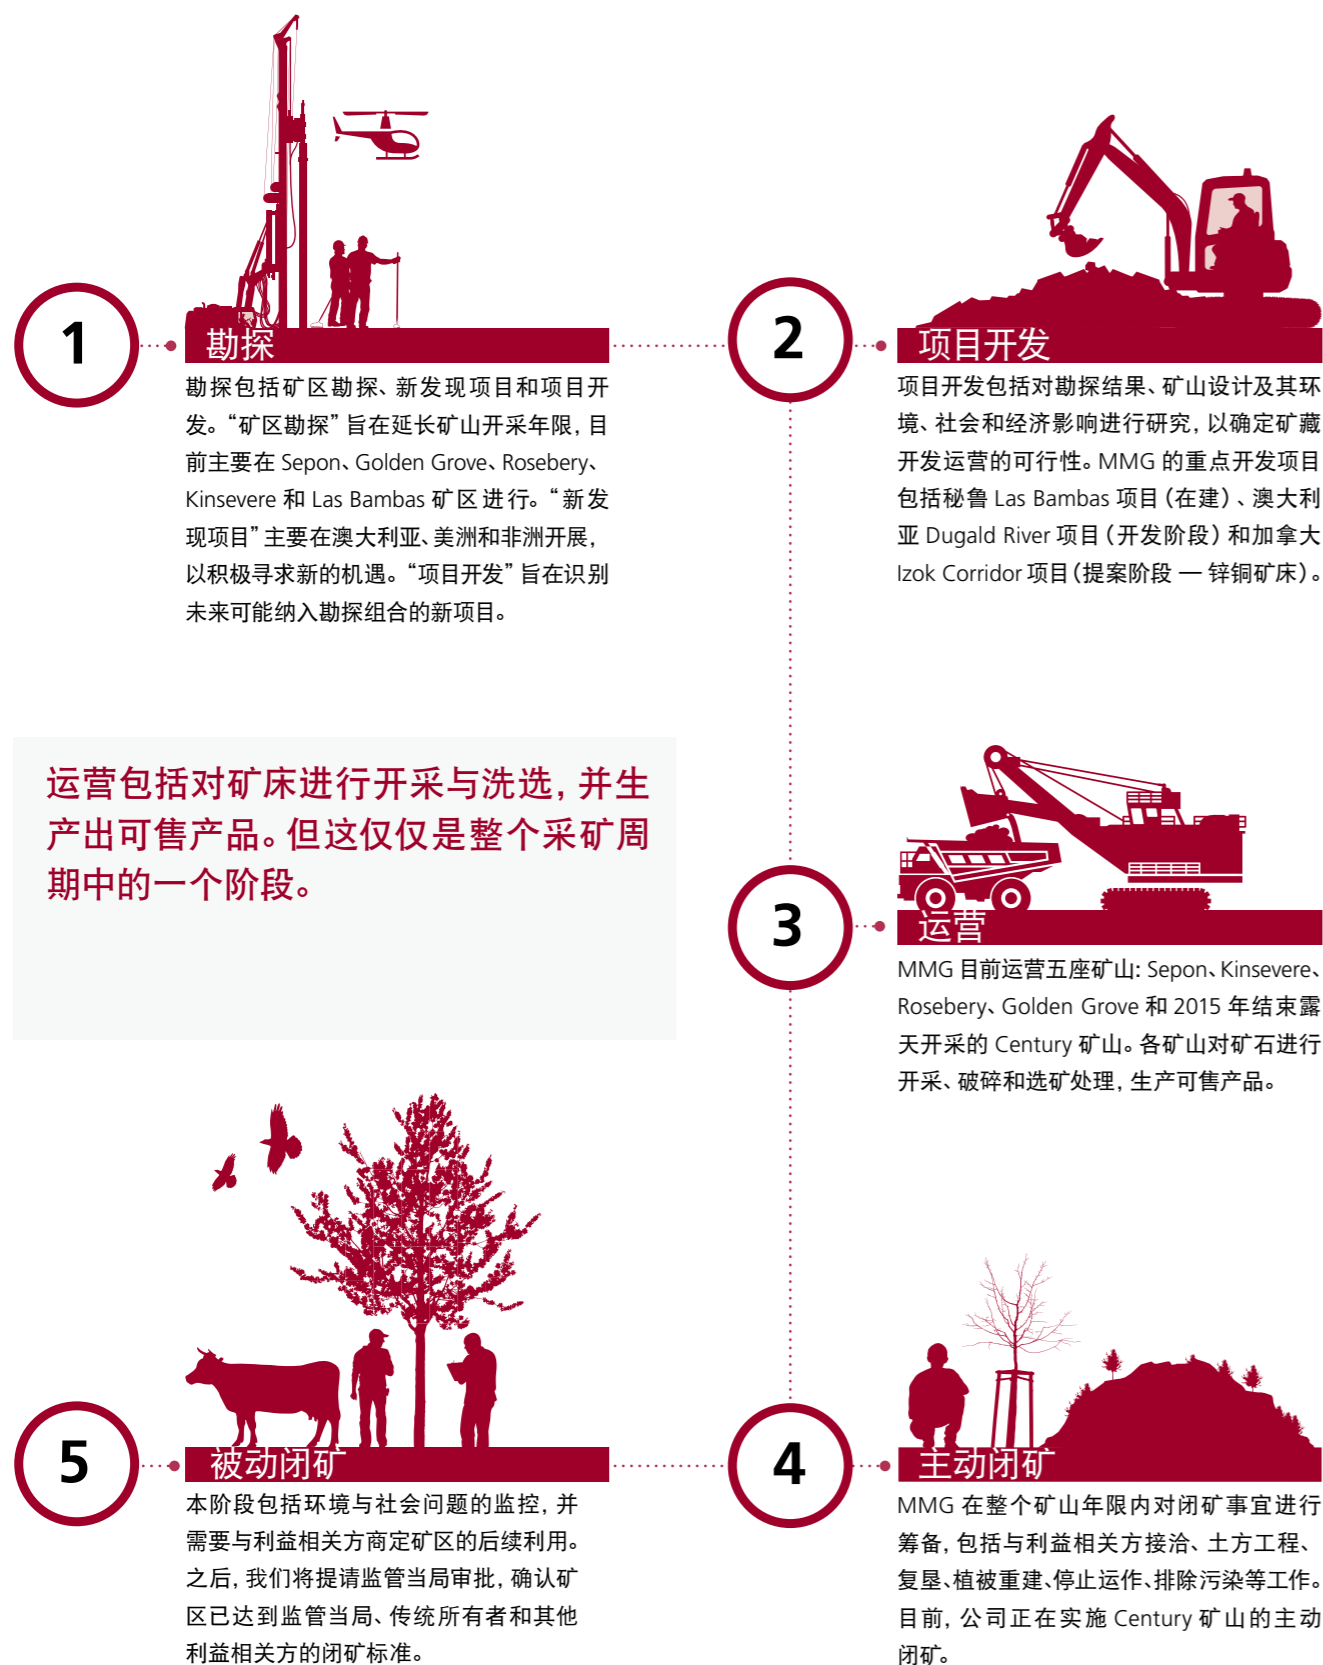 1
勘探
勘探包括矿区勘探、新发现项目和项目开
发。“矿区勘探”旨在延长矿山开采年限，目
前主要在 Sepon、Golden Grove、Rosebery、
Kinsevere 和 Las Bambas 矿区进行。“新发
现项目”主要在澳大利亚、美洲和非洲开展，
以积极寻求新的机遇。“项目开发”旨在识别
未来可能纳入勘探组合的新项目。
2
项目开发
项目开发包括对勘探结果、矿山设计及其环
境、社会和经济影响进行研究，以确定矿藏
开发运营的可行性。MMG 的重点开发项目
包括秘鲁 Las Bambas 项目（在建）、澳大利
亚 Dugald River 项目（开发阶段）和加拿大
Izok Corridor 项目（提案阶段 — 锌铜矿床）。
运营包括对矿床进行开采与洗选，并生
产出可售产品。但这仅仅是整个采矿周
期中的一个阶段。
3
运营
MMG 目前运营五座矿山：Sepon、Kinsevere、
Rosebery、Golden Grove 和 2015 年结束露
天开采的 Century 矿山。各矿山对矿石进行
开采、破碎和选矿处理，生产可售产品。
4
主动闭矿
MMG 在整个矿山年限内对闭矿事宜进行
筹备，包括与利益相关方接洽、土方工程、
复垦、植被重建、停止运作、排除污染等工作。
目前，公司正在实施 Century 矿山的主动
闭矿。
5
被动闭矿
本阶段包括环境与社会问题的监控，并
需要与利益相关方商定矿区的后续利用。
之后，我们将提请监管当局审批，确认矿
区已达到监管当局、传统所有者和其他
利益相关方的闭矿标准。